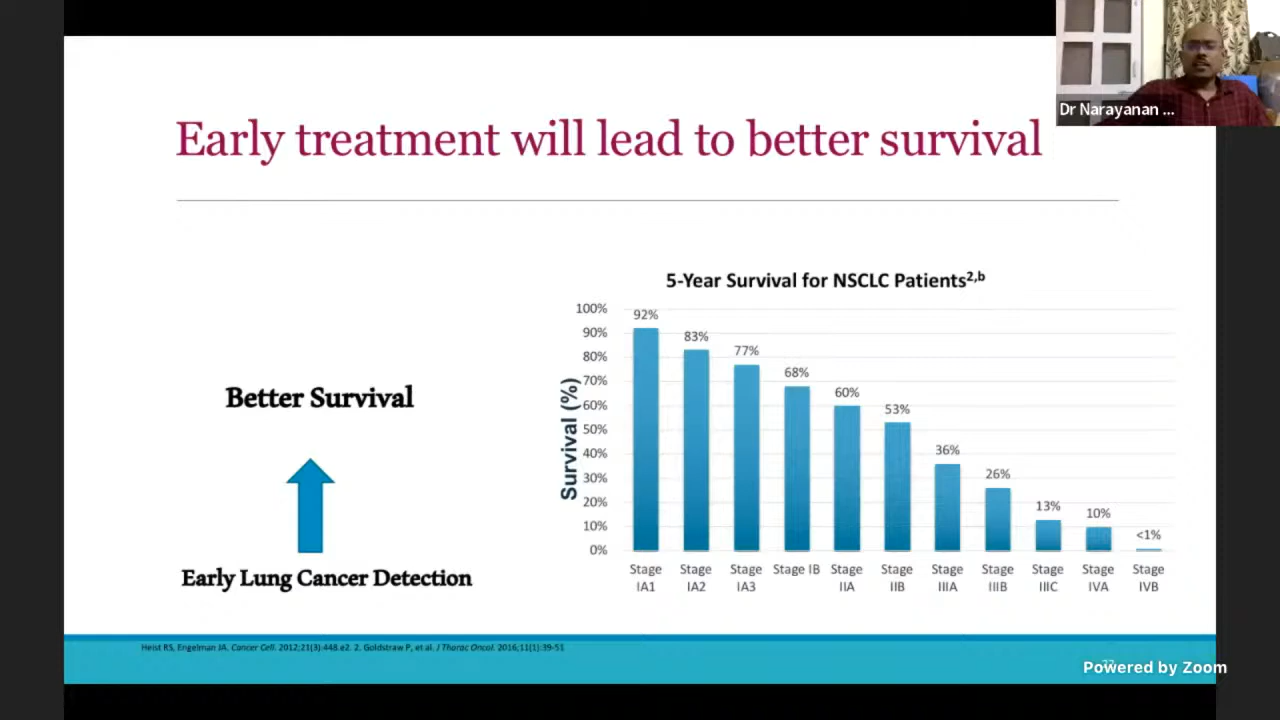 Dr Narayanan ...
Early treatment will lead to better survival
Better Survival
Early Lung Cancer Detection
5-Year Survival for NSCLC Patients2,b
Survival (%)
100%
90%
80%
70%
60%
50%
40%
30%
20%
10%
0%
92%
83%
77%
68%
60%
53%
36%
26%
13%
10%
<1%
Stage IA1
Stage IA2
Stage IA3
Stage IB
Stage IIA
Stage IIB
Stage IIIA
Stage IIIB
Stage IIIC
Stage IVA
Stage IVB
Heist RS, Engelman JA. Cancer Cell. 2012;21(3):448.e2. 2. Goldstraw P, et al. J Thorac Oncol. 2016;11(1):39-51
Powered by Zoom